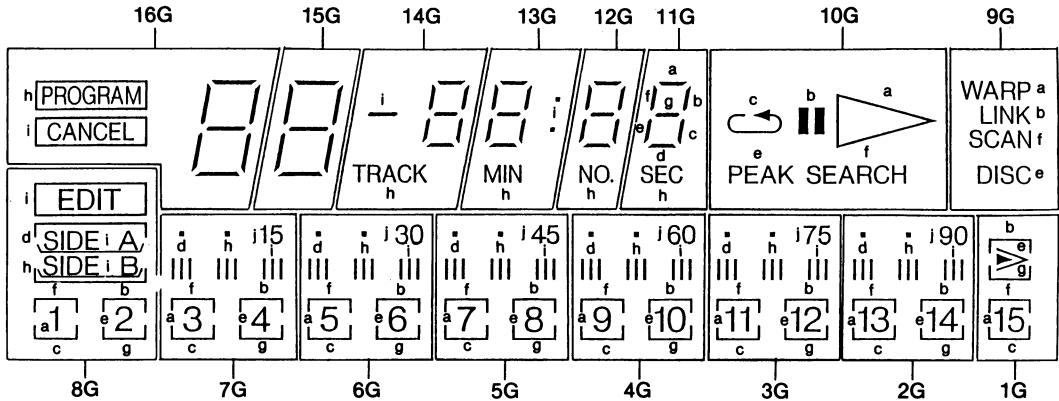 16G 15G 14G 13G 12G 11G 10G 9G
h PROGRAM
i CANCEL
i
i
a f g b e c d
c b a
WARP a
LINK b
SCAN f
TRACK MIN NO. SEC
h h h h
e f
PEAK SEARCH
DISC e
i EDIT
d SIDE i A
h SIDE i B
d h j 15 d h j 30 d h j 45 d h j 60 d h j 75 d h j 90 b
i i i i i i e g
f b f b f b f b f b f b f b f
a 1 e 2 a 3 e 4 a 5 e 6 a 7 e 8 a 9 e 10 a 11 e 12 a 13 e 14 a 15
c g c g c g c g c g c g c g c
8G 7G 6G 5G 4G 3G 2G 1G